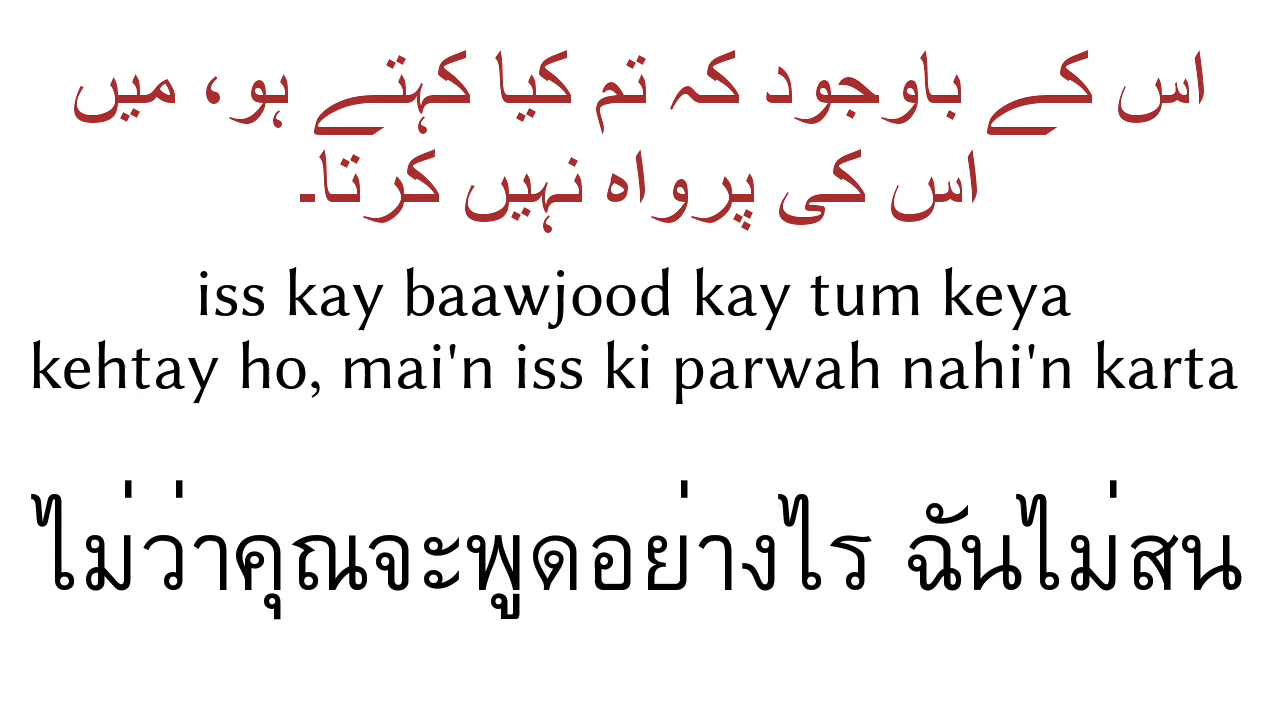 اس کے باوجود کہ تم کیا کہتے ہو، میں
اس کی پرواہ نہیں کرتا۔
iss kay baawjood kay tum keya
kehtay ho, mai'n iss ki parwah nahi'n karta
ไม่ว่าคุณจะพูดอย่างไร ฉันไม่สน